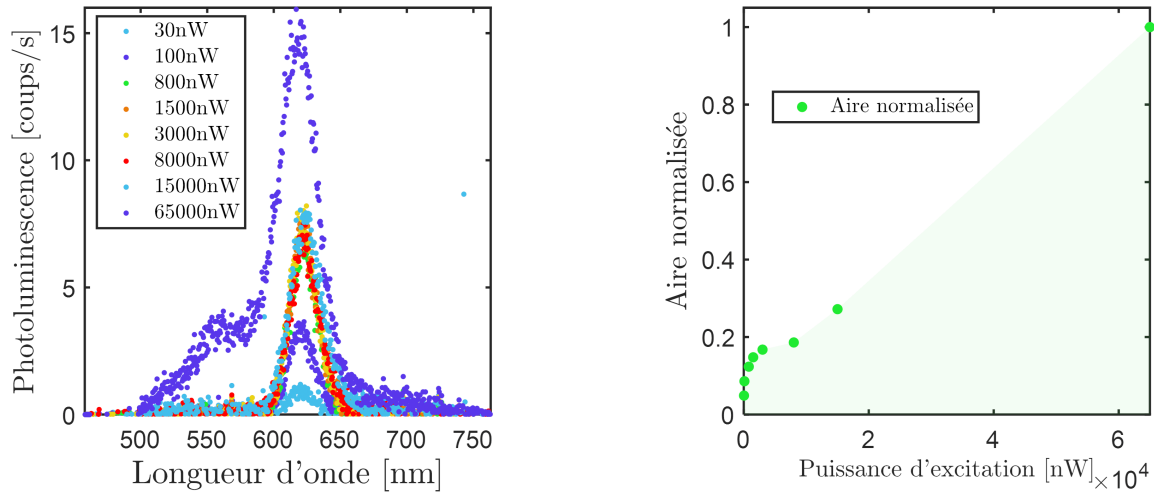 Photoluminescence [coups/s]
15
10
5
0
30nW
100nW
800nW
1500nW
3000nW
8000nW
15000nW
65000nW
500 550 600 650 700 750
Longueur d'onde [nm]
Aire normalisée
1
0.8
0.6
0.4
0.2
0
Aire normalisée
0 2 4 6
Puissance d'excitation [nW] ×10⁴